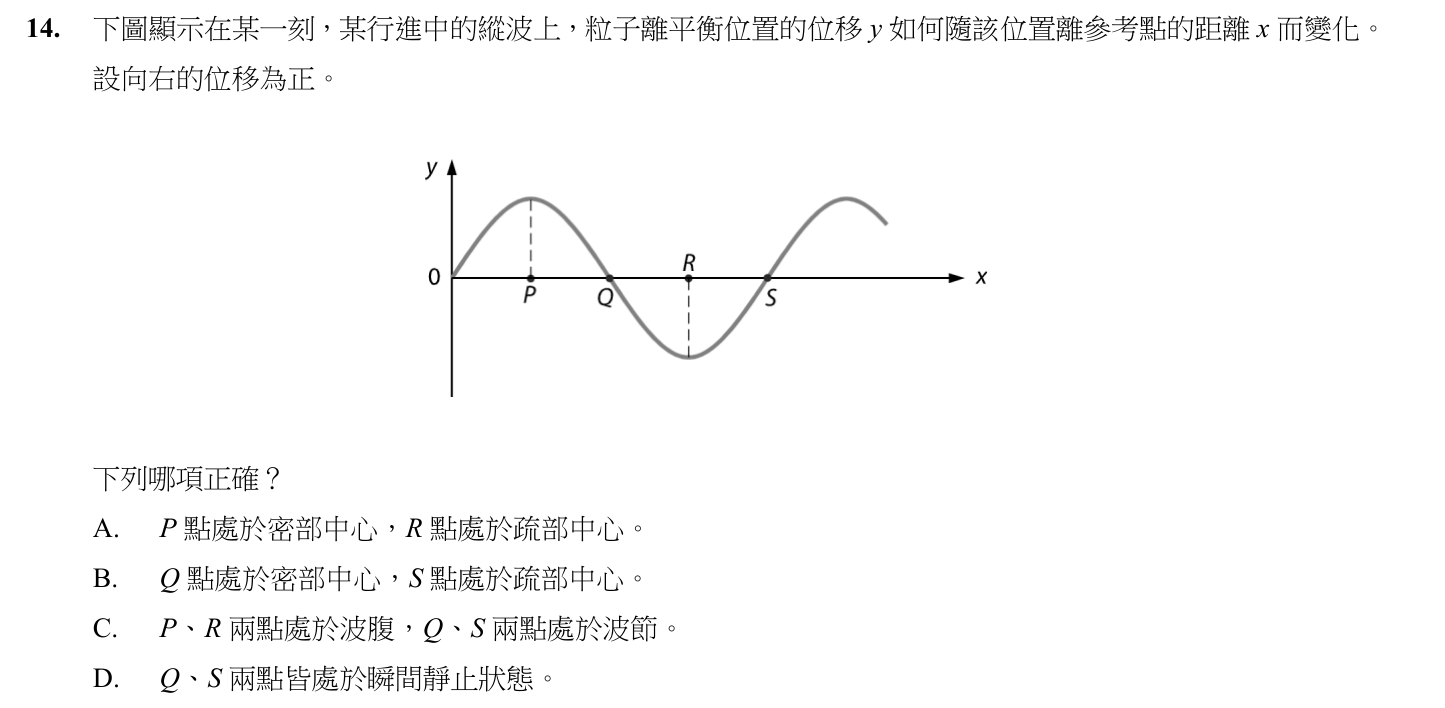 14. 下圖顯示在某一刻，某行進中的縱波上，粒子離平衡位置的位移 y 如何隨該位置離參考點的距離 x 而變化。
設向右的位移為正。
y
R
0
x
P
Q
S
下列哪項正確？
A. P 點處於密部中心，R 點處於疏部中心。
B. Q 點處於密部中心，S 點處於疏部中心。
C. P、R 兩點處於波腹，Q、S 兩點處於波節。
D. Q、S 兩點皆處於瞬間靜止狀態。